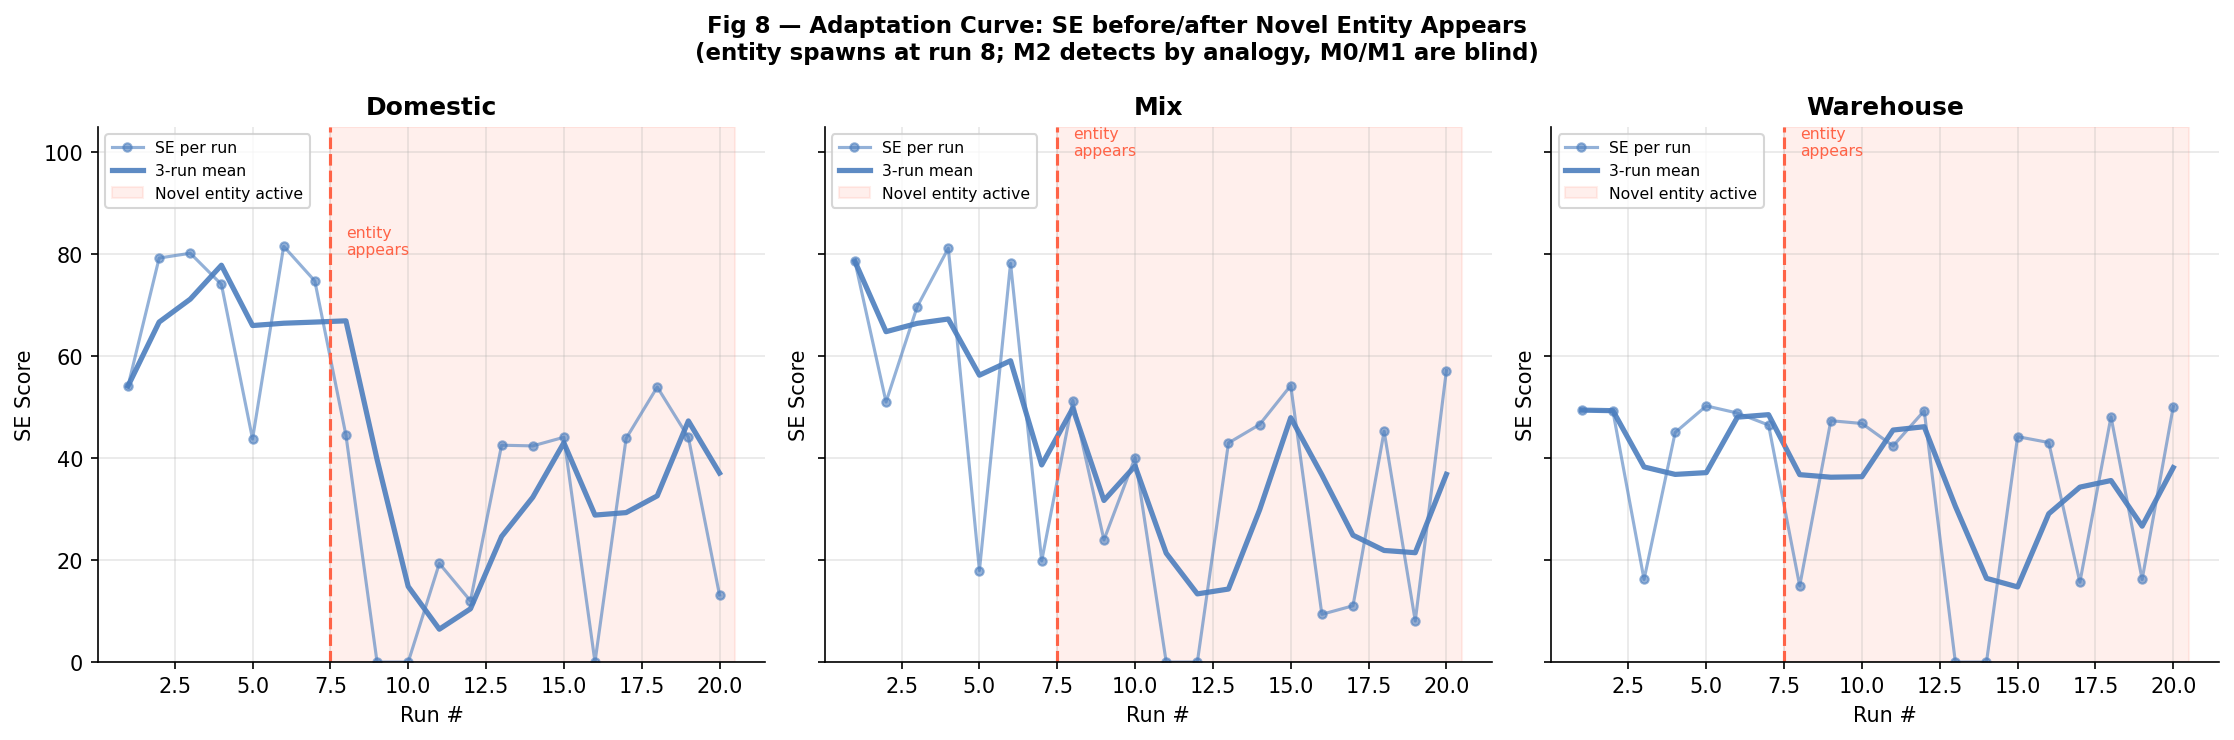 Fig 8 — Adaptation Curve: SE before/after Novel Entity Appears
(entity spawns at run 8; M2 detects by analogy, M0/M1 are blind)
Domestic
SE per run
3-run mean
Novel entity active
entity
appears
100
80
60
40
20
0
SE Score
2.5 5.0 7.5 10.0 12.5 15.0 17.5 20.0
Run #
Mix
SE per run
3-run mean
Novel entity active
entity
appears
SE Score
2.5 5.0 7.5 10.0 12.5 15.0 17.5 20.0
Run #
Warehouse
SE per run
3-run mean
Novel entity active
entity
appears
SE Score
2.5 5.0 7.5 10.0 12.5 15.0 17.5 20.0
Run #